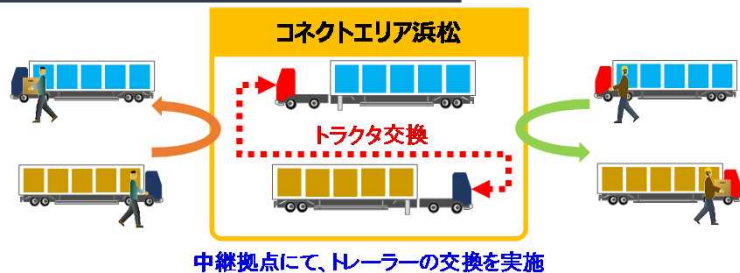 コネクトエリア浜松
トラクタ交換
中継拠点にて、トレーラーの交換を実施